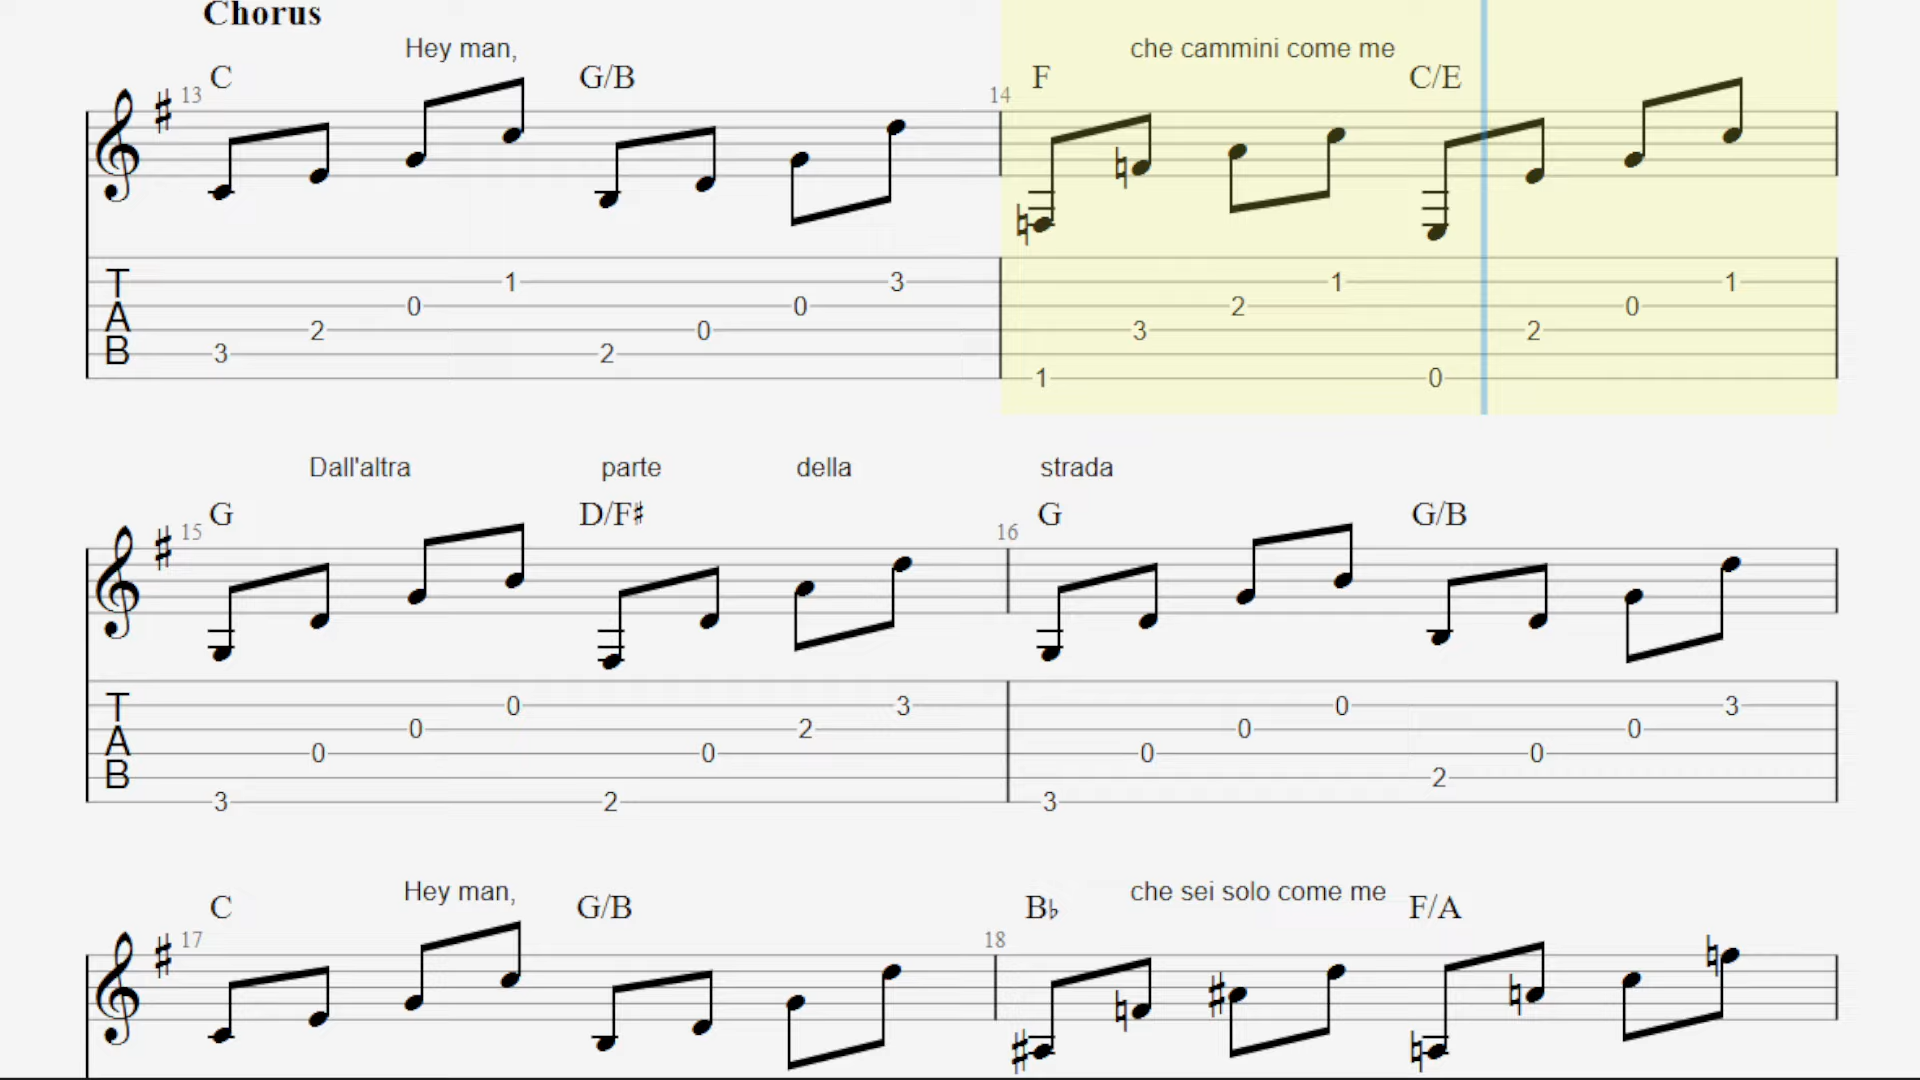 Chorus
Hey man, che cammini come me
C G/B F C/E
13 14
T A B
1 3 1 1
0 0 2 0
2 0 3 2
3 2
1 0
Dall'altra parte della strada
G D/F♯ G G/B
15 16
T A B
0 3 0 3
0 2 0 0
0 0 0 0
2
3 2 3
Hey man, che sei solo come me
C G/B B♭ F/A
17 18